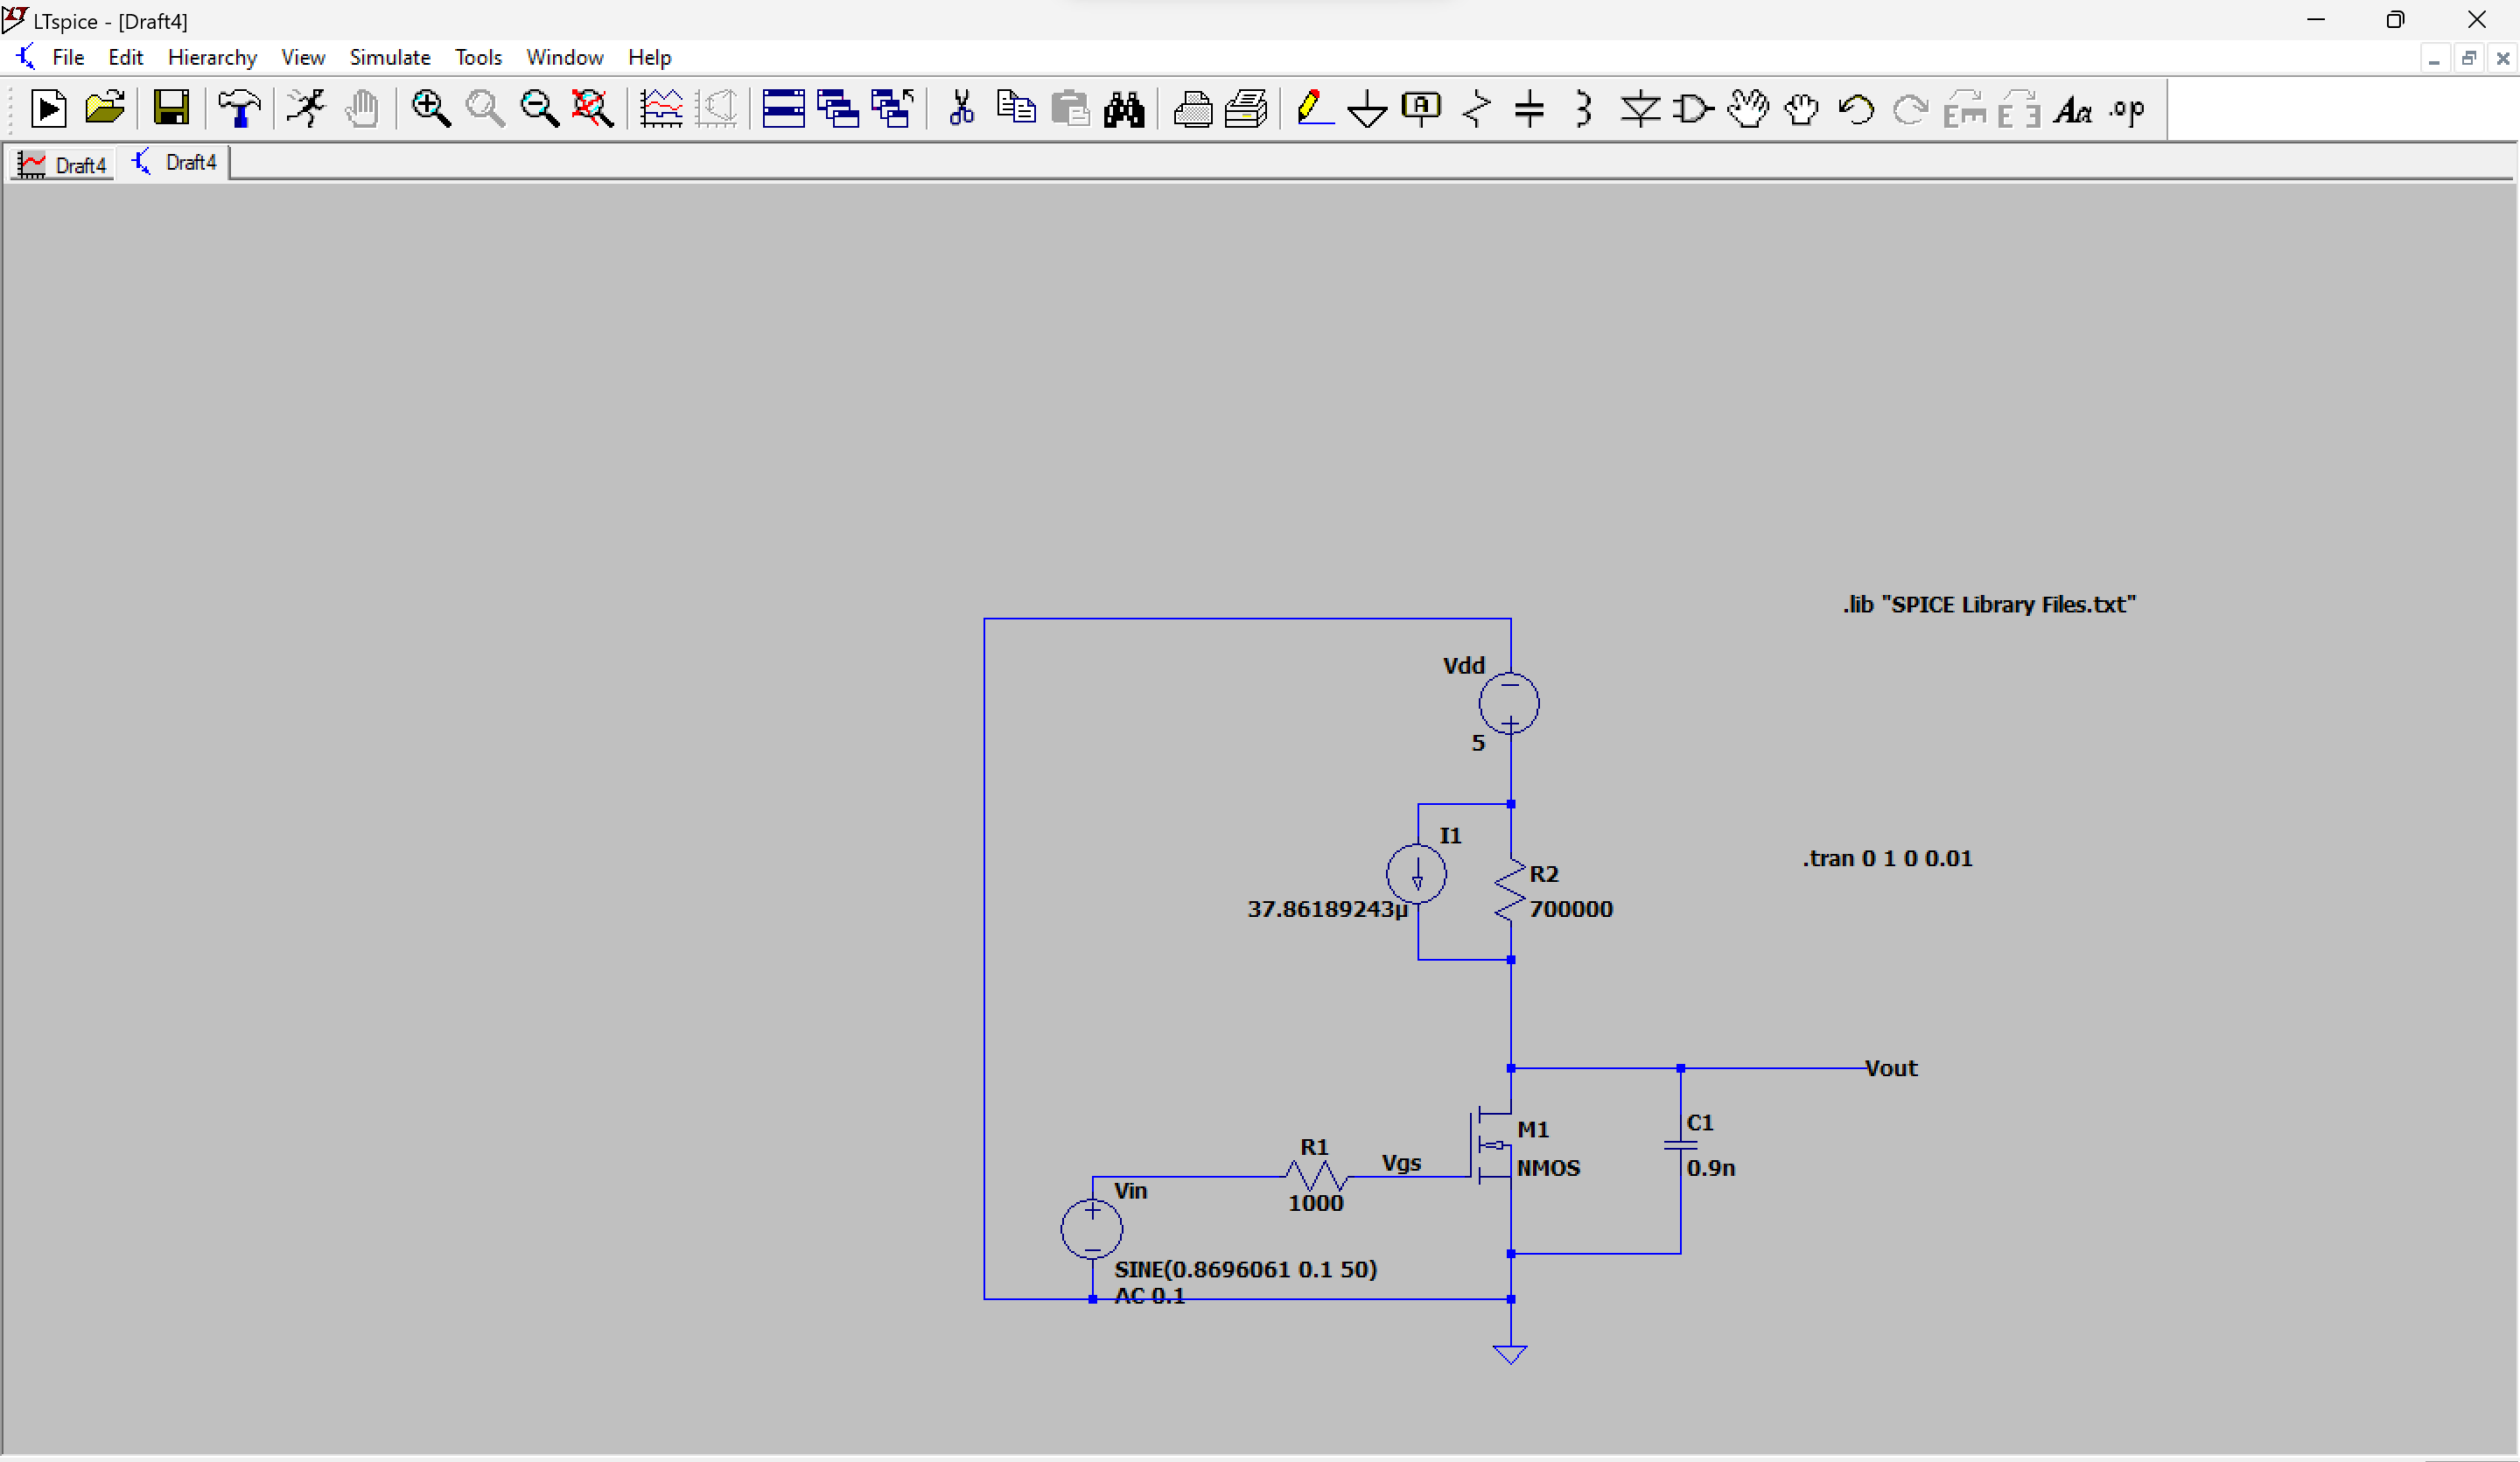 LTspice - [Draft4]
File Edit Hierarchy View Simulate Tools Window Help
A Aa .op
Draft4 Draft4
.lib "SPICE Library Files.txt"
Vdd
5
I1
37.86189243µ
R2
700000
.tran 0 1 0 0.01
Vout
M1
NMOS
C1
0.9n
R1
1000
Vgs
Vin
SINE(0.8696061 0.1 50)
AC 0.1